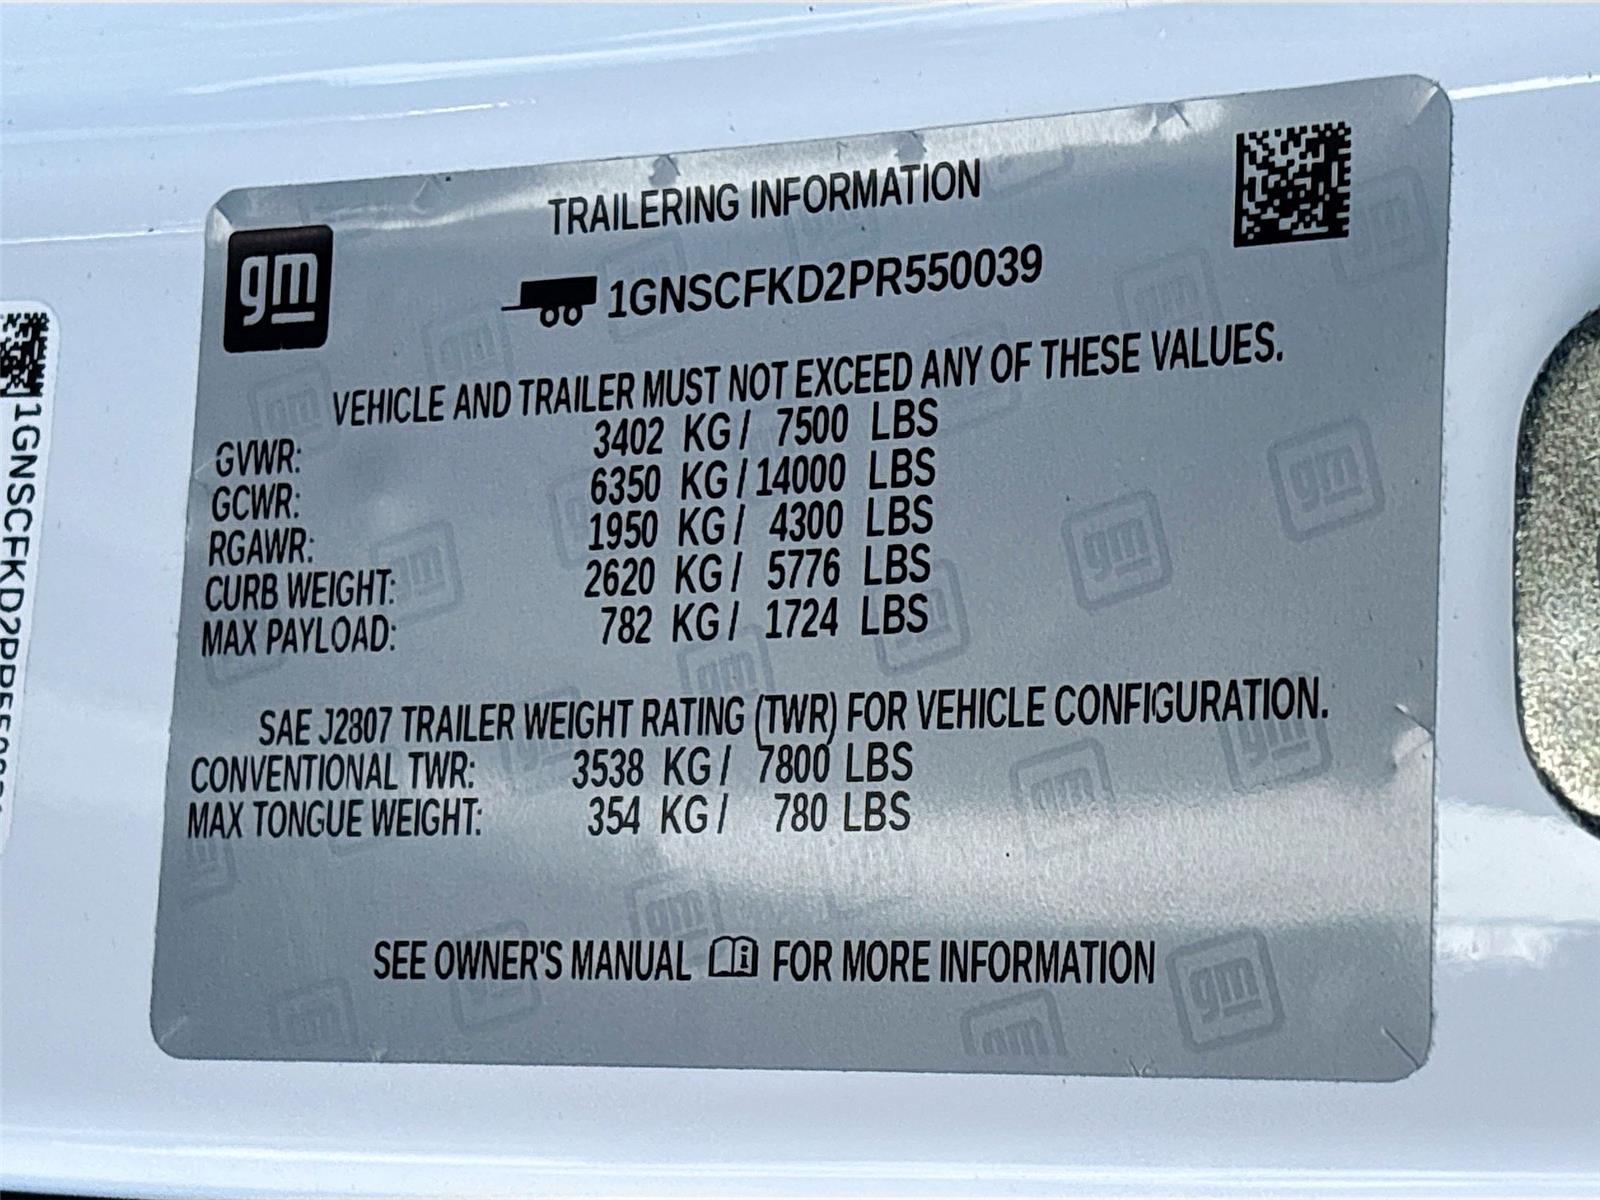 gm
TRAILERING INFORMATION
1GNSCFKD2PR550039
VEHICLE AND TRAILER MUST NOT EXCEED ANY OF THESE VALUES.
GVWR: 3402 KG / 7500 LBS
GCWR: 6350 KG / 14000 LBS
RGAWR: 1950 KG / 4300 LBS
CURB WEIGHT: 2620 KG / 5776 LBS
MAX PAYLOAD: 782 KG / 1724 LBS
SAE J2807 TRAILER WEIGHT RATING (TWR) FOR VEHICLE CONFIGURATION.
CONVENTIONAL TWR: 3538 KG / 7800 LBS
MAX TONGUE WEIGHT: 354 KG / 780 LBS
SEE OWNER'S MANUAL FOR MORE INFORMATION